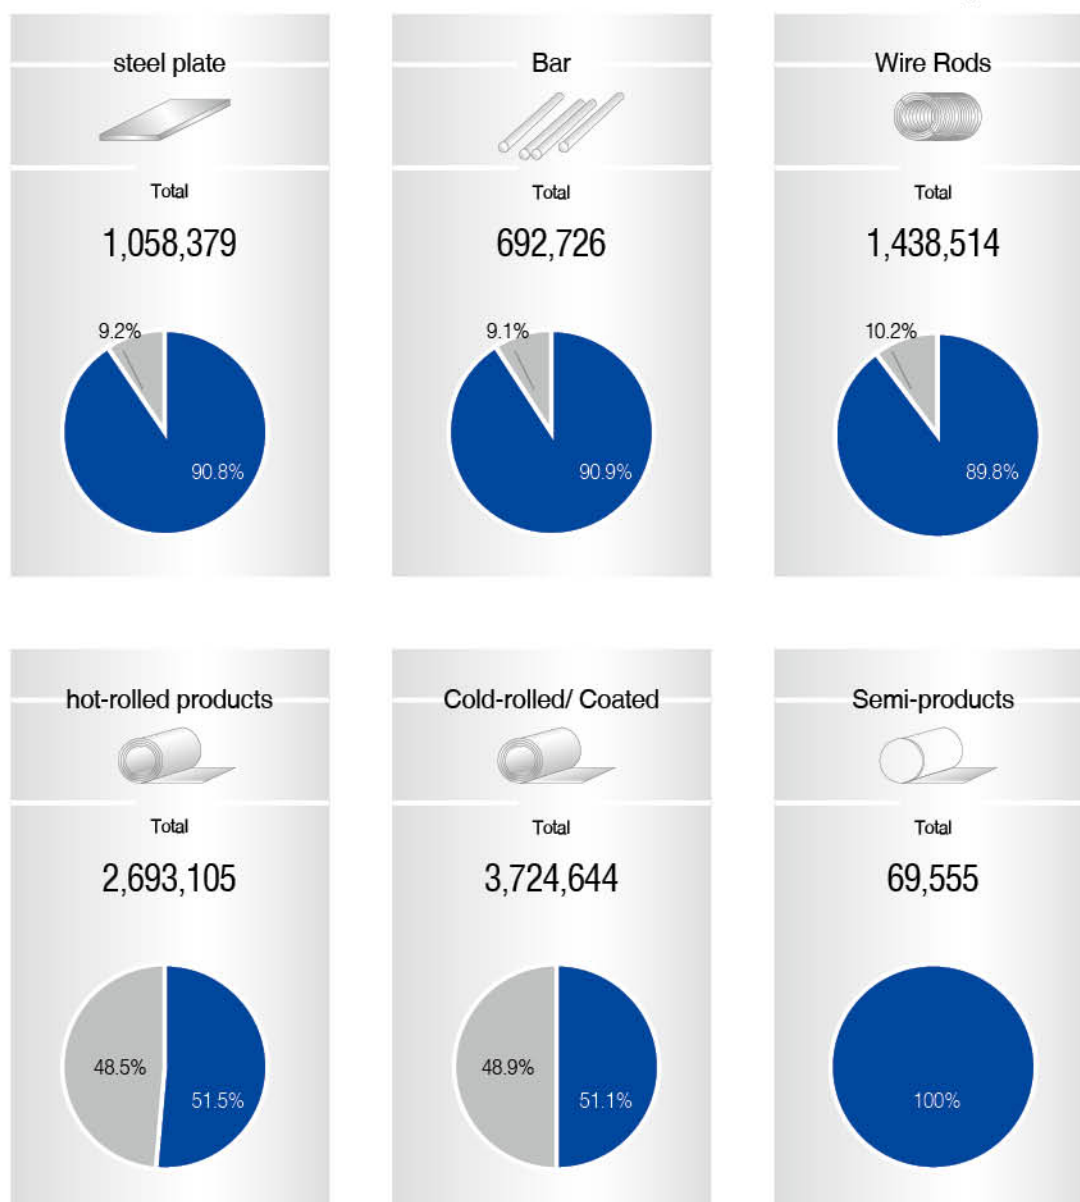 steel plate
Bar
Wire Rods
Total
Total
Total
1,058,379
692,726
1,438,514
9.2%
9.1%
10.2%
90.8%
90.9%
89.8%
hot-rolled products
Cold-rolled/ Coated
Semi-products
Total
Total
Total
2,693,105
3,724,644
69,555
48.5%
51.5%
48.9%
51.1%
100%